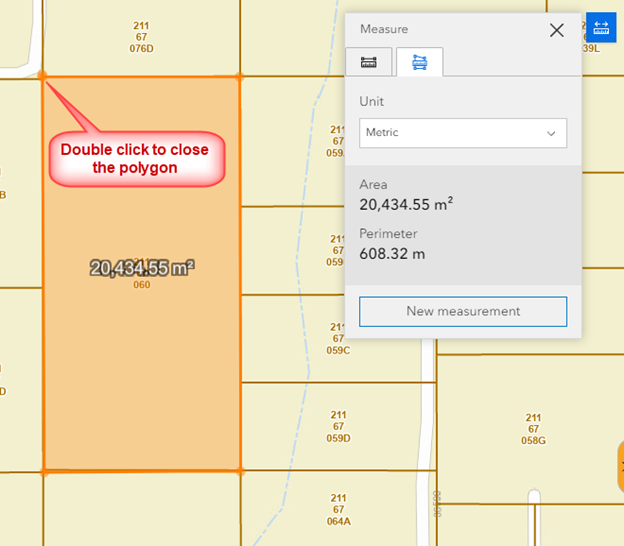 211
67
076D
Measure
39L
Double click to close
the polygon
Unit
Metric
211
67
059
B
Area
20,434.55 m²
Perimeter
608.32 m
211
67
059
20,434.55 m²
060
New measurement
211
67
059C
D
211
67
059D
211
67
058G
211
67
064A